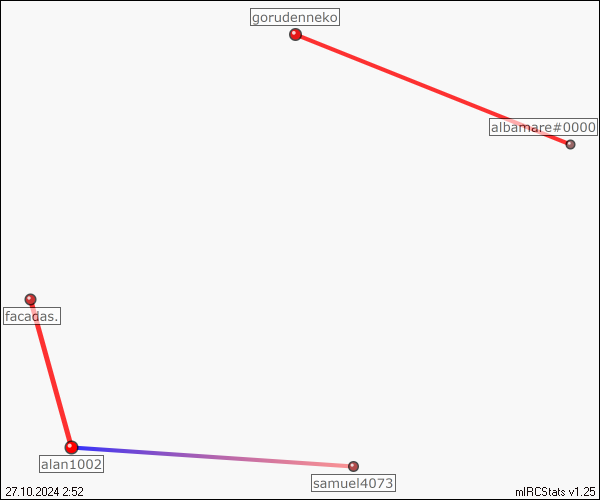 gorudenneko
albamare#0000
facadas.
alan1002
samuel4073
27.10.2024 2:52
mIRCStats v1.25